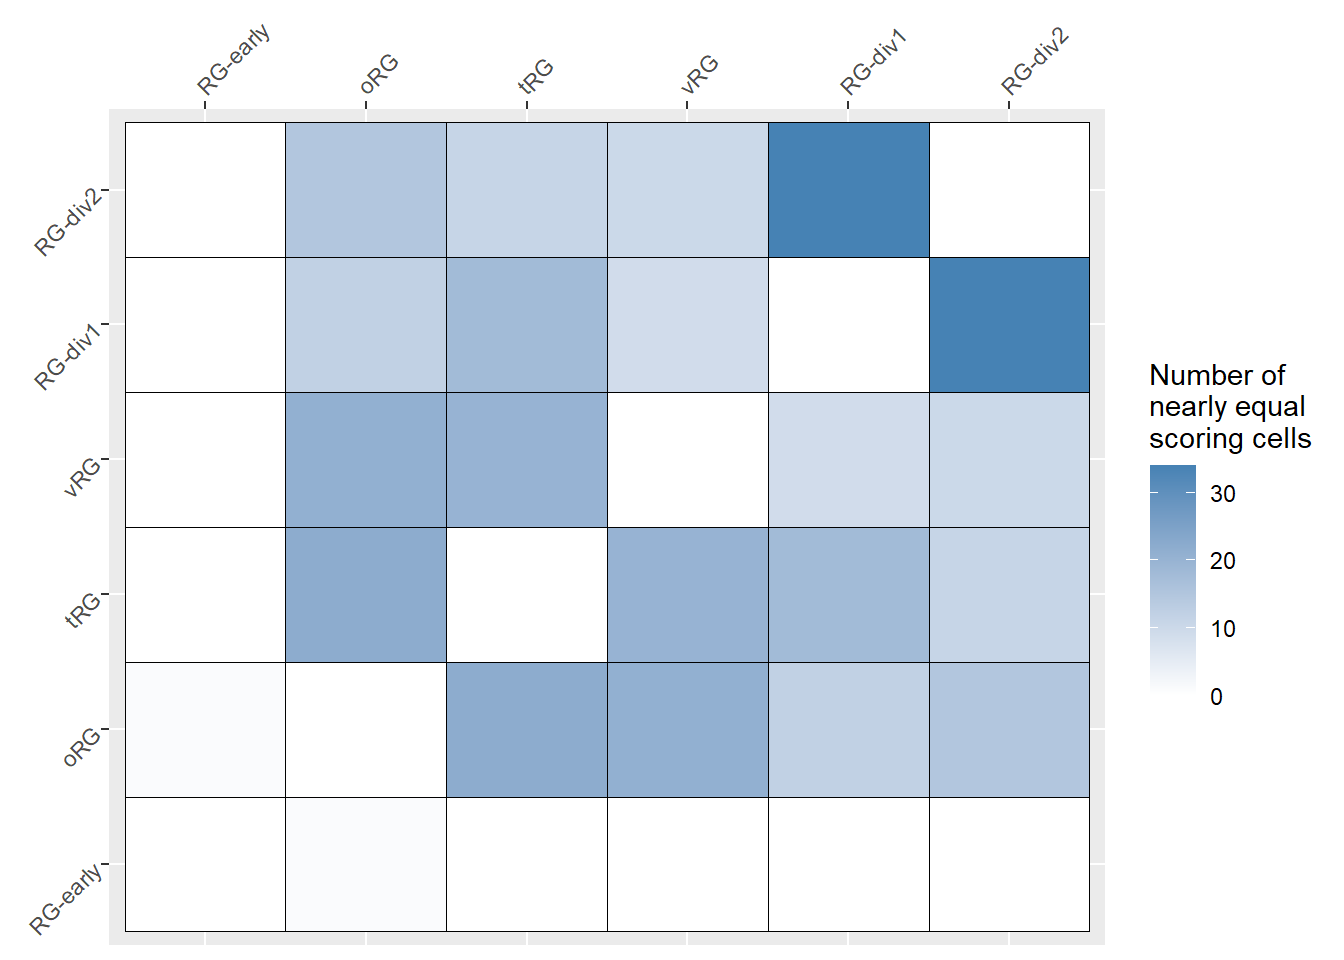 RG-early
oRG
tRG
vRG
RG-div1
RG-div2
RG-div2
RG-div1
vRG
tRG
oRG
RG-early
Number of
nearly equal
scoring cells
30
20
10
0